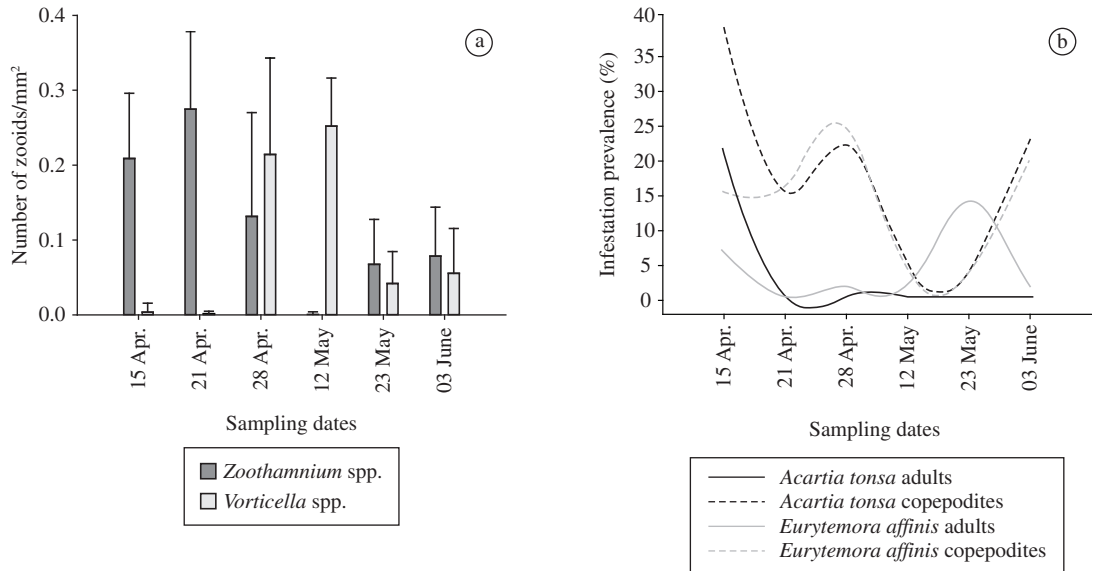 a
Number of zooids/mm²
0.4
0.3
0.2
0.1
0.0
15 Apr.
21 Apr.
28 Apr.
12 May
23 May
03 June
Sampling dates
Zoothamnium spp.
Vorticella spp.
b
Infestation prevalence (%)
40
35
30
25
20
15
10
5
0
15 Apr.
21 Apr.
28 Apr.
12 May
23 May
03 June
Sampling dates
Acartia tonsa adults
Acartia tonsa copepodites
Eurytemora affinis adults
Eurytemora affinis copepodites